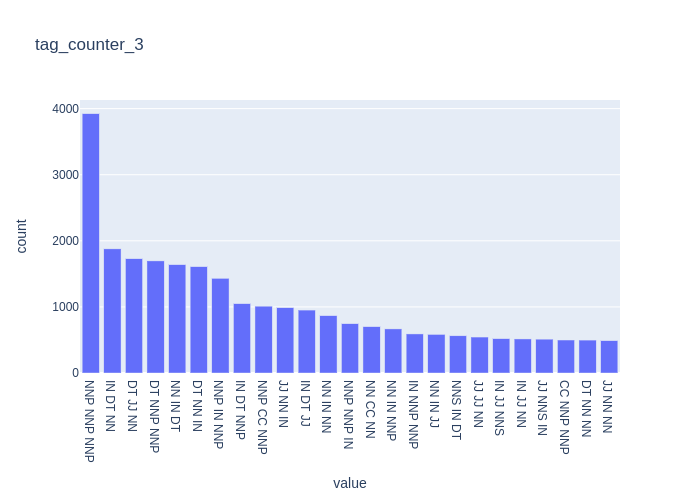 tag_counter_3
count
4000
3000
2000
1000
0
NNP NNP NNP
IN DT NN
DT JJ NN
DT NNP NNP
NN IN DT
DT NN IN
NNP IN NNP
IN DT NNP
NNP CC NNP
JJ NN IN
IN DT JJ
NN IN NN
NNP NNP IN
NN CC NN
NN IN NNP
IN NNP NNP
NN IN JJ
NNS IN DT
JJ JJ NN
IN JJ NNS
IN JJ NN
JJ NNS IN
CC NNP NNP
DT NN NN
JJ NN NN
value